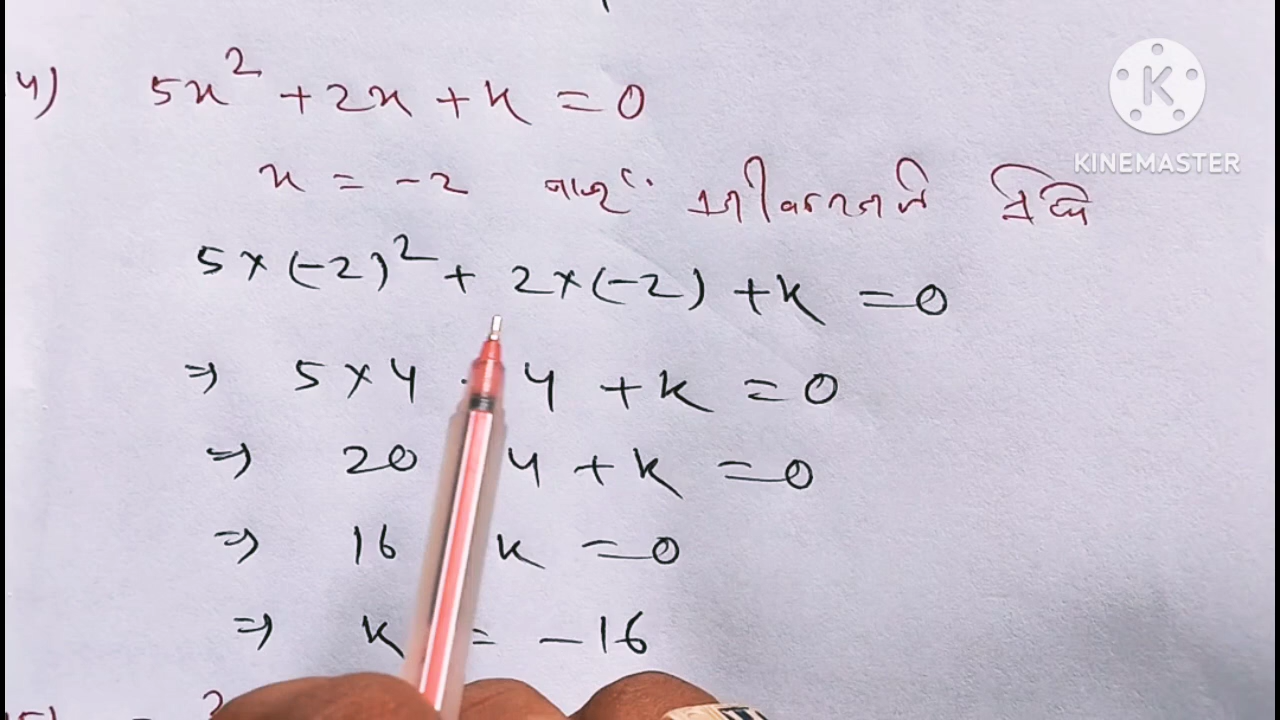 4) 5x² + 2x + k = 0
K
KINEMASTER
x = -2
5 × (-2)² + 2 × (-2) + k = 0
⇒ 5 × 4 4 + k = 0
⇒ 20 4 + k = 0
⇒ 16 k = 0
⇒ k = -16
2